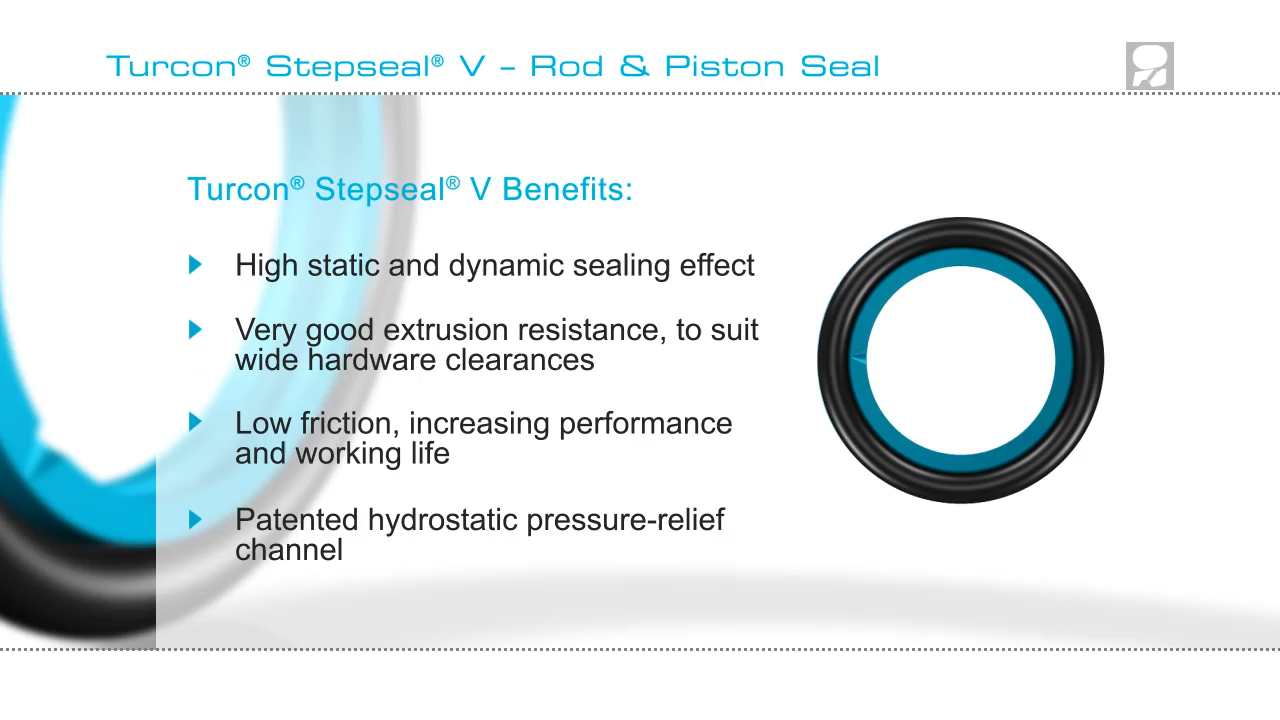 Turcon® Stepseal® V – Rod & Piston Seal
Turcon® Stepseal® V Benefits:
High static and dynamic sealing effect
Very good extrusion resistance, to suit
wide hardware clearances
Low friction, increasing performance
and working life
Patented hydrostatic pressure-relief
channel